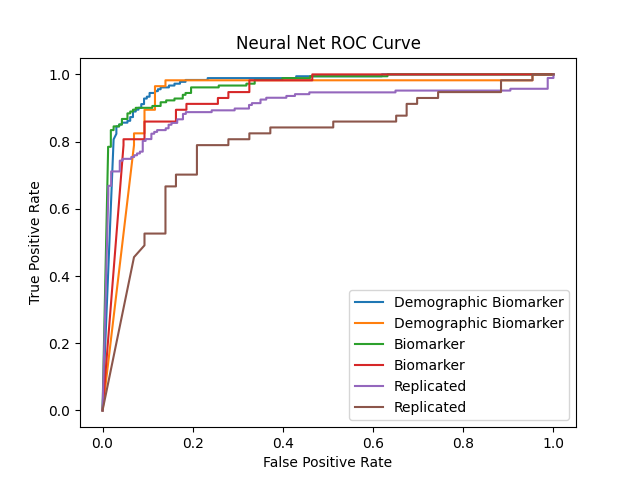 Neural Net ROC Curve
True Positive Rate
1.0
0.8
0.6
0.4
0.2
0.0
Demographic Biomarker
Demographic Biomarker
Biomarker
Biomarker
Replicated
Replicated
0.0 0.2 0.4 0.6 0.8 1.0
False Positive Rate